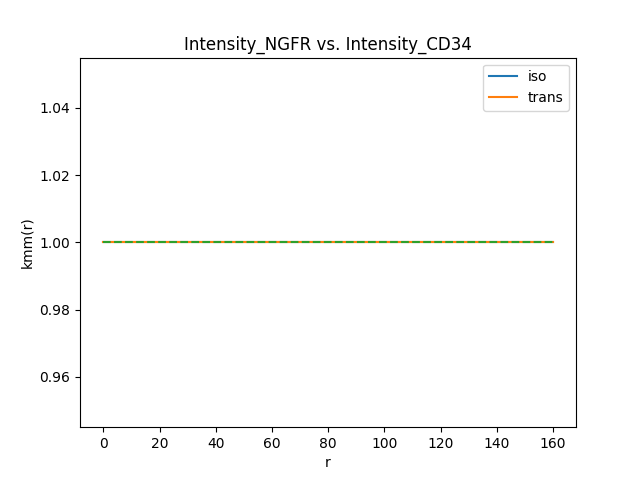 Intensity_NGFR vs. Intensity_CD34
iso
trans
1.04
1.02
1.00
0.98
0.96
kmm(r)
0 20 40 60 80 100 120 140 160
r